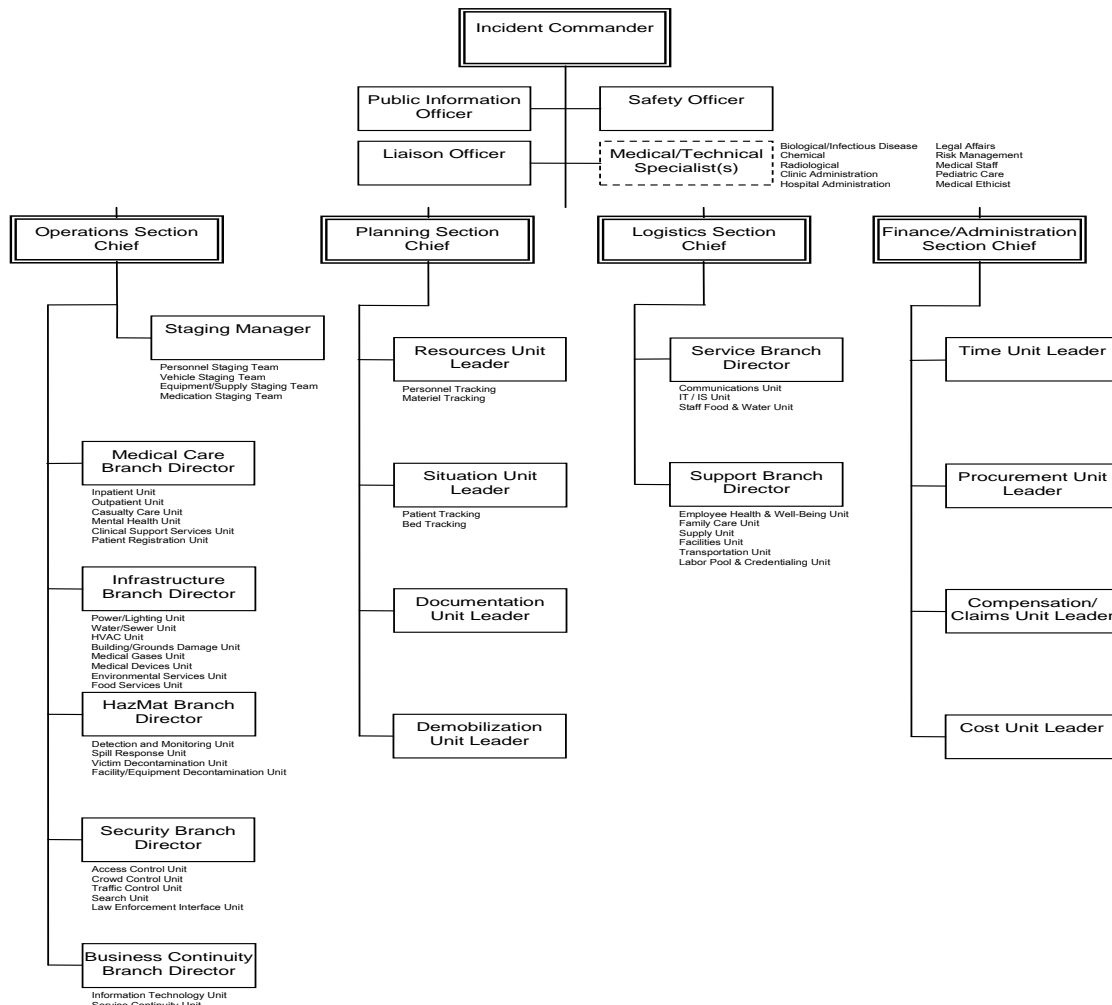 Incident Commander
Public Information
Officer
Safety Officer
Liaison Officer
Medical/Technical
Specialist(s)
Biological/Infectious Disease
Chemical
Radiological
Clinic Administration
Hospital Administration
Legal Affairs
Risk Management
Medical Staff
Pediatric Care
Medical Ethicist
Operations Section
Chief
Planning Section
Chief
Logistics Section
Chief
Finance/Administration
Section Chief
Staging Manager
Personnel Staging Team
Vehicle Staging Team
Equipment/Supply Staging Team
Medication Staging Team
Medical Care
Branch Director
Inpatient Unit
Outpatient Unit
Casualty Care Unit
Mental Health Unit
Clinical Support Services Unit
Patient Registration Unit
Infrastructure
Branch Director
Power/Lighting Unit
Water/Sewer Unit
HVAC Unit
Building/Grounds Damage Unit
Medical Gases Unit
Medical Devices Unit
Environmental Services Unit
Food Services Unit
HazMat Branch
Director
Detection and Monitoring Unit
Spill Response Unit
Victim Decontamination Unit
Facility/Equipment Decontamination Unit
Security Branch
Director
Access Control Unit
Crowd Control Unit
Traffic Control Unit
Search Unit
Law Enforcement Interface Unit
Business Continuity
Branch Director
Information Technology Unit
Service Continuity Unit
Resources Unit
Leader
Personnel Tracking
Materiel Tracking
Situation Unit
Leader
Patient Tracking
Bed Tracking
Documentation
Unit Leader
Demobilization
Unit Leader
Service Branch
Director
Communications Unit
IT / IS Unit
Staff Food & Water Unit
Support Branch
Director
Employee Health & Well-Being Unit
Family Care Unit
Supply Unit
Facilities Unit
Transportation Unit
Labor Pool & Credentialing Unit
Time Unit Leader
Procurement Unit
Leader
Compensation/
Claims Unit Leader
Cost Unit Leader